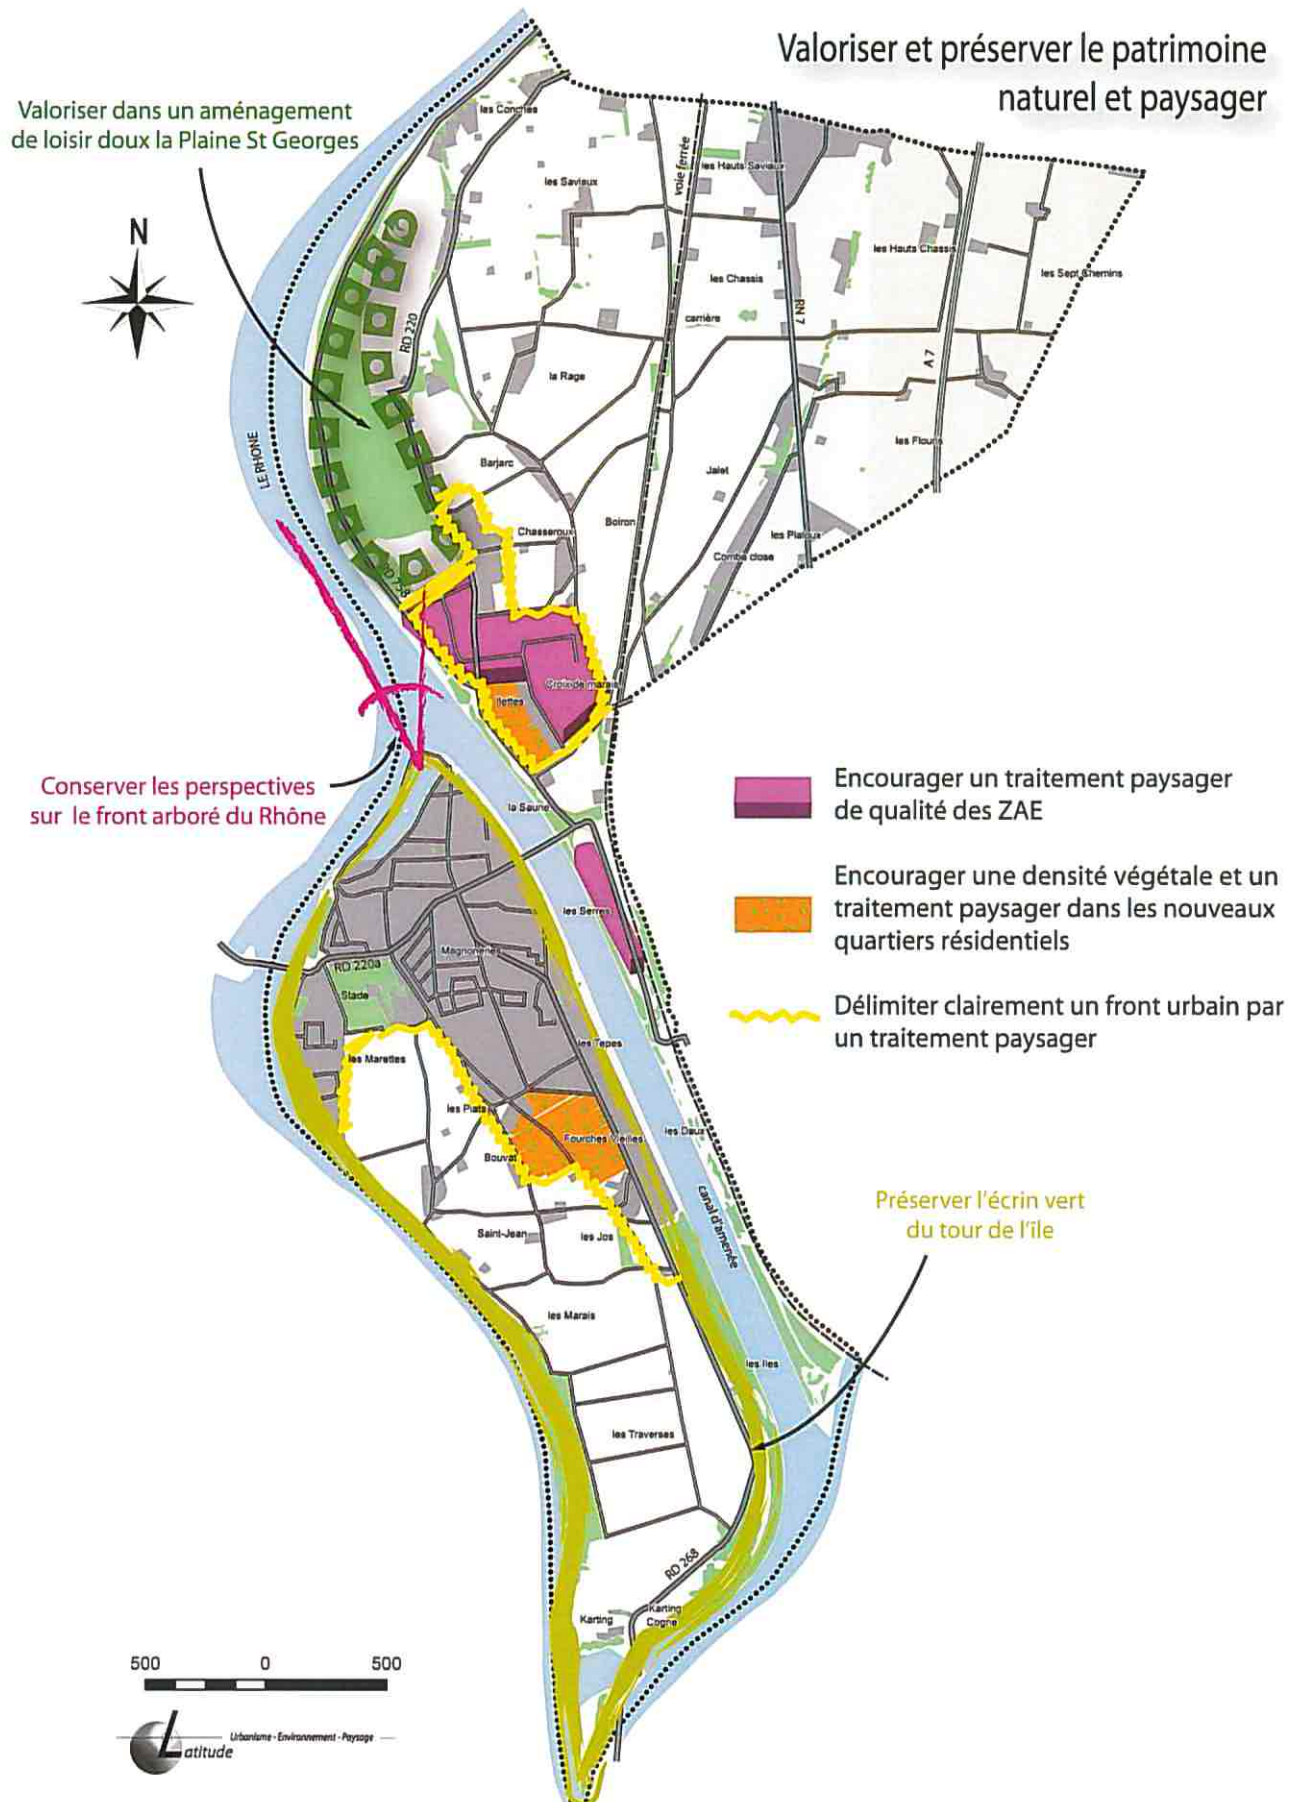 Valoriser et préserver le patrimoine
naturel et paysager
Valoriser dans un aménagement
de loisir doux la Plaine St Georges
N
les Conches
les Saviaux
voie ferrée
les Hauts Saviaux
les Hauts Chassis
les Sept Chemins
les Chassis
carrière
RN 7
A 7
RD 220
la Rage
LE RHONE
les Flouris
Barjarc
Jalet
Boiron
Chasseroux
les Platoux
Combe close
RD 758
Croix de marais
Ilettes
Conserver les perspectives
sur le front arboré du Rhône
la Saune
Encourager un traitement paysager
de qualité des ZAE
Encourager une densité végétale et un
traitement paysager dans les nouveaux
quartiers résidentiels
Délimiter clairement un front urbain par
un traitement paysager
les Serres
Magnonenes
RD 220a
Stade
les Marettes
les Tepes
les Piats
Fourches Vieilles
les Daux
Bouvat
canal d'amenée
Préserver l'écrin vert
du tour de l'île
Saint-Jean
les Jos
les Marais
les Iles
les Traverses
RD 268
Karting
Karting
Cogne
500 0 500
Latitude
Urbanisme - Environnement - Paysage